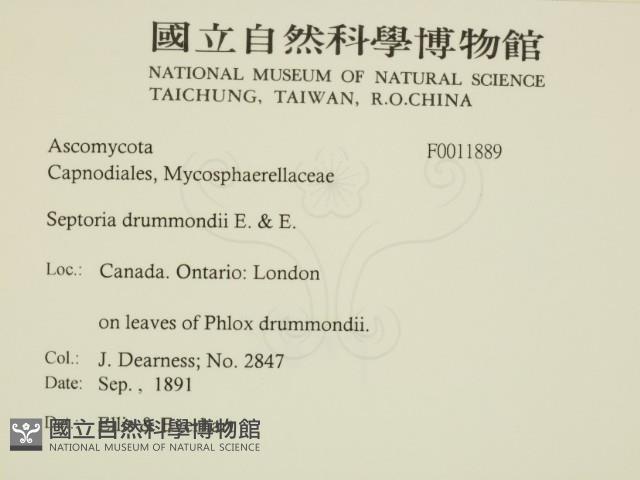 國立自然科學博物館
NATIONAL MUSEUM OF NATURAL SCIENCE
TAICHUNG, TAIWAN, R.O.CHINA
Ascomycota F0011889
Capnodiales, Mycosphaerellaceae
Septoria drummondii E. & E.
Loc.: Canada. Ontario: London
on leaves of Phlox drummondii.
Col.: J. Dearness; No. 2847
Date: Sep. , 1891
國立自然科學博物館
NATIONAL MUSEUM OF NATURAL SCIENCE